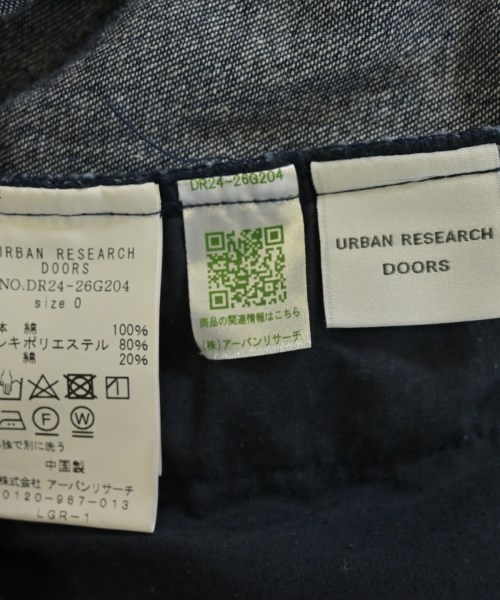 URBAN RESEARCH
DOORS
NO.DR24-26G204
size 0
体 綿 100%
レキポリエステル 80%
綿 20%
単独で別に洗う
中国製
株式会社 アーバンリサーチ
0120-967-013
LGR-1
DR24-26G204
商品の関連情報はこちら
(株)アーバンリサーチ
URBAN RESEARCH
DOORS